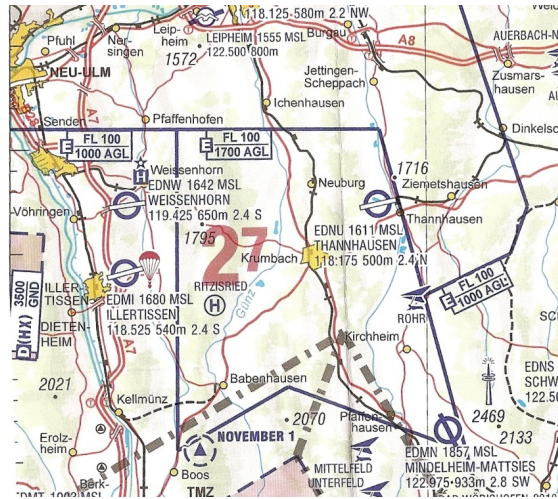 118.125-580m 2.2 NW
Pfuhl
Ner-
singen
Leip-
heim
LEIPHEIM 1555 MSL
122.500 800m
1572
Burgau
A8
AUERBACH-
Jettingen-
Scheppach
Zusmars-
hausen
NEU-ULM
A7
Ichenhausen
Senden
Pfaffenhofen
Dinkelsc
E
FL 100
1000 AGL
E
FL 100
1700 AGL
H
Weissenhorn
EDNW 1642 MSL
WEISSENHORN
119.425 650m 2.4 S
Neuburg
1716
Ziemetshausen
Vöhringen
1795
27
EDNU 1611 MSL
THANNHAUSEN
118.175 500m 2.4 N
Thannhausen
Krumbach
RITZISRIED
H
Günz
ILLER-
TISSEN
EDMI 1680 MSL
ILLERTISSEN
118.525 540m 2.4 S
D(HX)
3500
GND
DIETEN-
HEIM
A7
E
FL 100
1000 AGL
ROHR
Kirchheim
EDNS
SCHW
122.50
2021
Kellmünz
Babenhausen
2070
Pfaffen-
hausen
2469
2133
Erolz-
heim
NOVEMBER 1
Berk-
Boos
TMZ
MITTELFELD
UNTERFELD
EDMN 1857 MSL
MINDELHEIM-MATTSIES
122.975•933m 2.8 SW